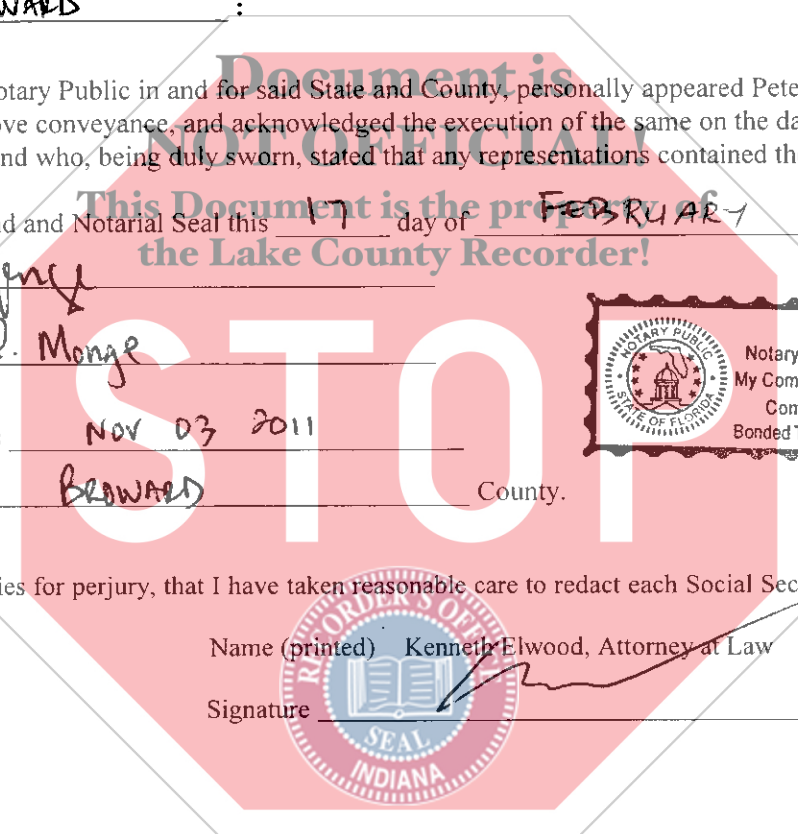 WARD :
Document is
otary Public in and for said State and County, personally appeared Pete
ove conveyance, and acknowledged the execution of the same on the da
NOT OFFICIAL!
nd who, being duly sworn, stated that any representations contained th
This Document is the property of
d and Notarial Seal this 17 day of FEBRUARY
the Lake County Recorder!
. Monge
NOTARY PUBLIC
STATE OF FLORIDA
Notary
My Com
Com
Bonded T
STOP
NOV 03 2011
BROWARD County.
ies for perjury, that I have taken reasonable care to redact each Social Sec
RECORDER'S OFFICE
SEAL
INDIANA
Name (printed) Kenneth Elwood, Attorney at Law
Signature